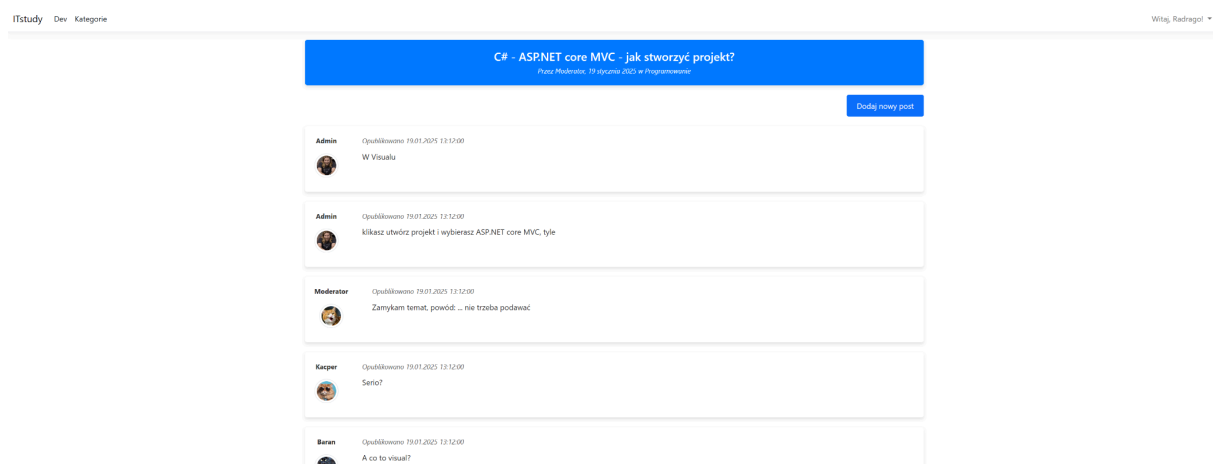 ITstudy Dev Kategorie Witaj, Radrago!
C# - ASP.NET core MVC - jak stworzyć projekt?
Przez Moderator, 19 stycznia 2025 w Programowanie
Dodaj nowy post
Admin Opublikowano 19.01.2025 13:12:00
W Visualu
Admin Opublikowano 19.01.2025 13:12:00
klikasz utwórz projekt i wybierasz ASP.NET core MVC, tyle
Moderator Opublikowano 19.01.2025 13:12:00
Zamykam temat, powód: ... nie trzeba podawać
Kacper Opublikowano 19.01.2025 13:12:00
Serio?
Baran Opublikowano 19.01.2025 13:12:00
A co to visual?